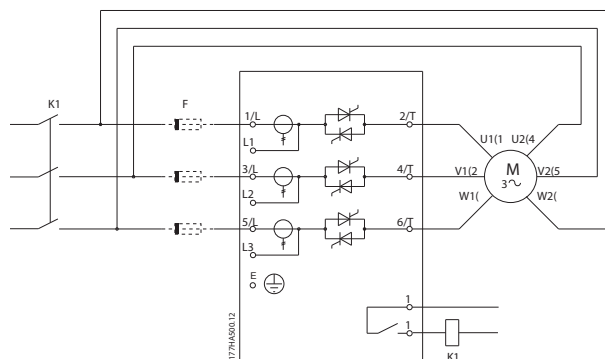 K1
F
1/L
2/T
U1(1
U2(4
L1
3/L
4/T
V1(2
M
3
V2(5
L2
W1(
W2(
5/L
6/T
L3
E
1
1
K1
177HA500.12